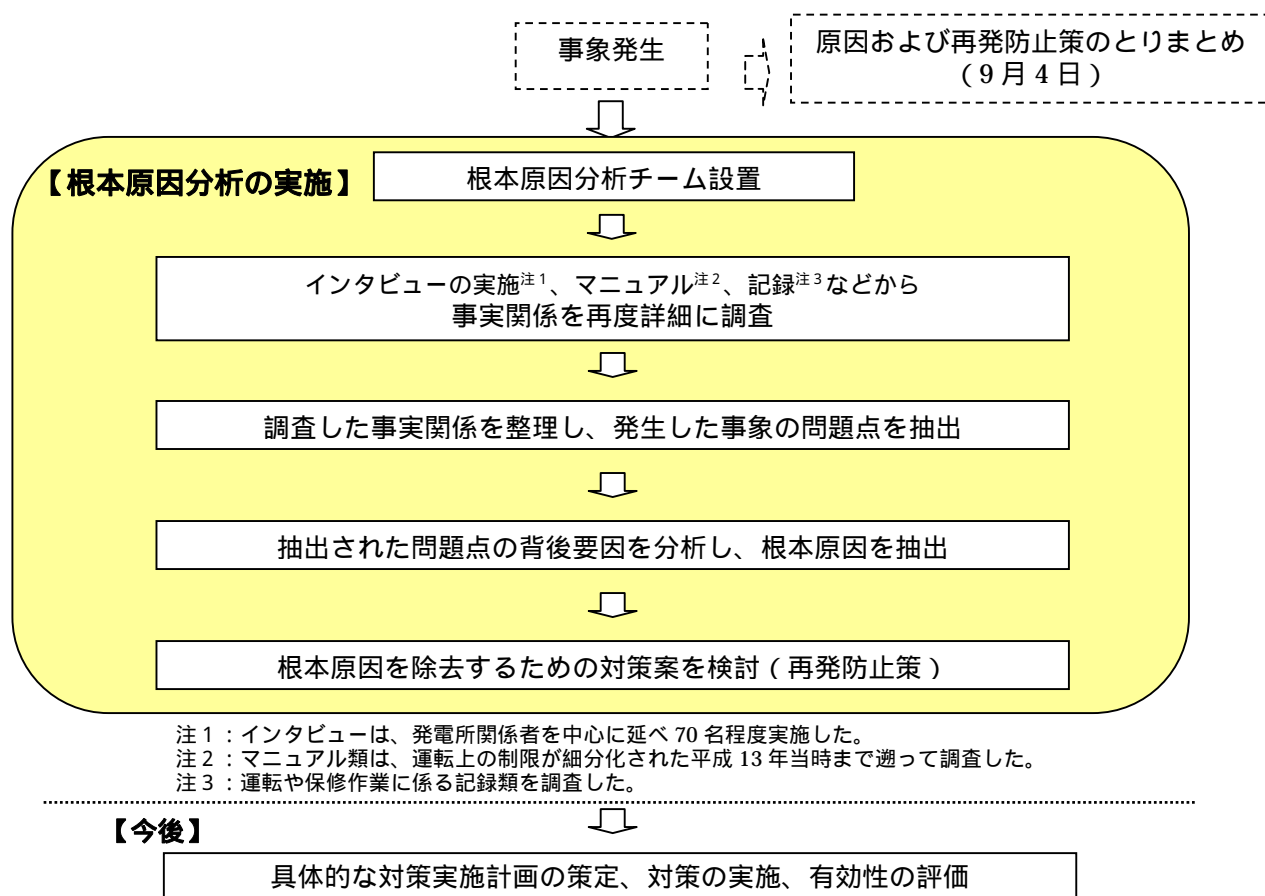 事象発生
原因および再発防止策のとりまとめ
(9月4日)
【根本原因分析の実施】
根本原因分析チーム設置
インタビューの実施注1、マニュアル注2、記録注3などから
事実関係を再度詳細に調査
調査した事実関係を整理し、発生した事象の問題点を抽出
抽出された問題点の背後要因を分析し、根本原因を抽出
根本原因を除去するための対策案を検討(再発防止策)
注1:インタビューは、発電所関係者を中心に延べ70名程度実施した。
注2:マニュアル類は、運転上の制限が細分化された平成13年当時まで遡って調査した。
注3:運転や保修作業に係る記録類を調査した。
【今後】
具体的な対策実施計画の策定、対策の実施、有効性の評価